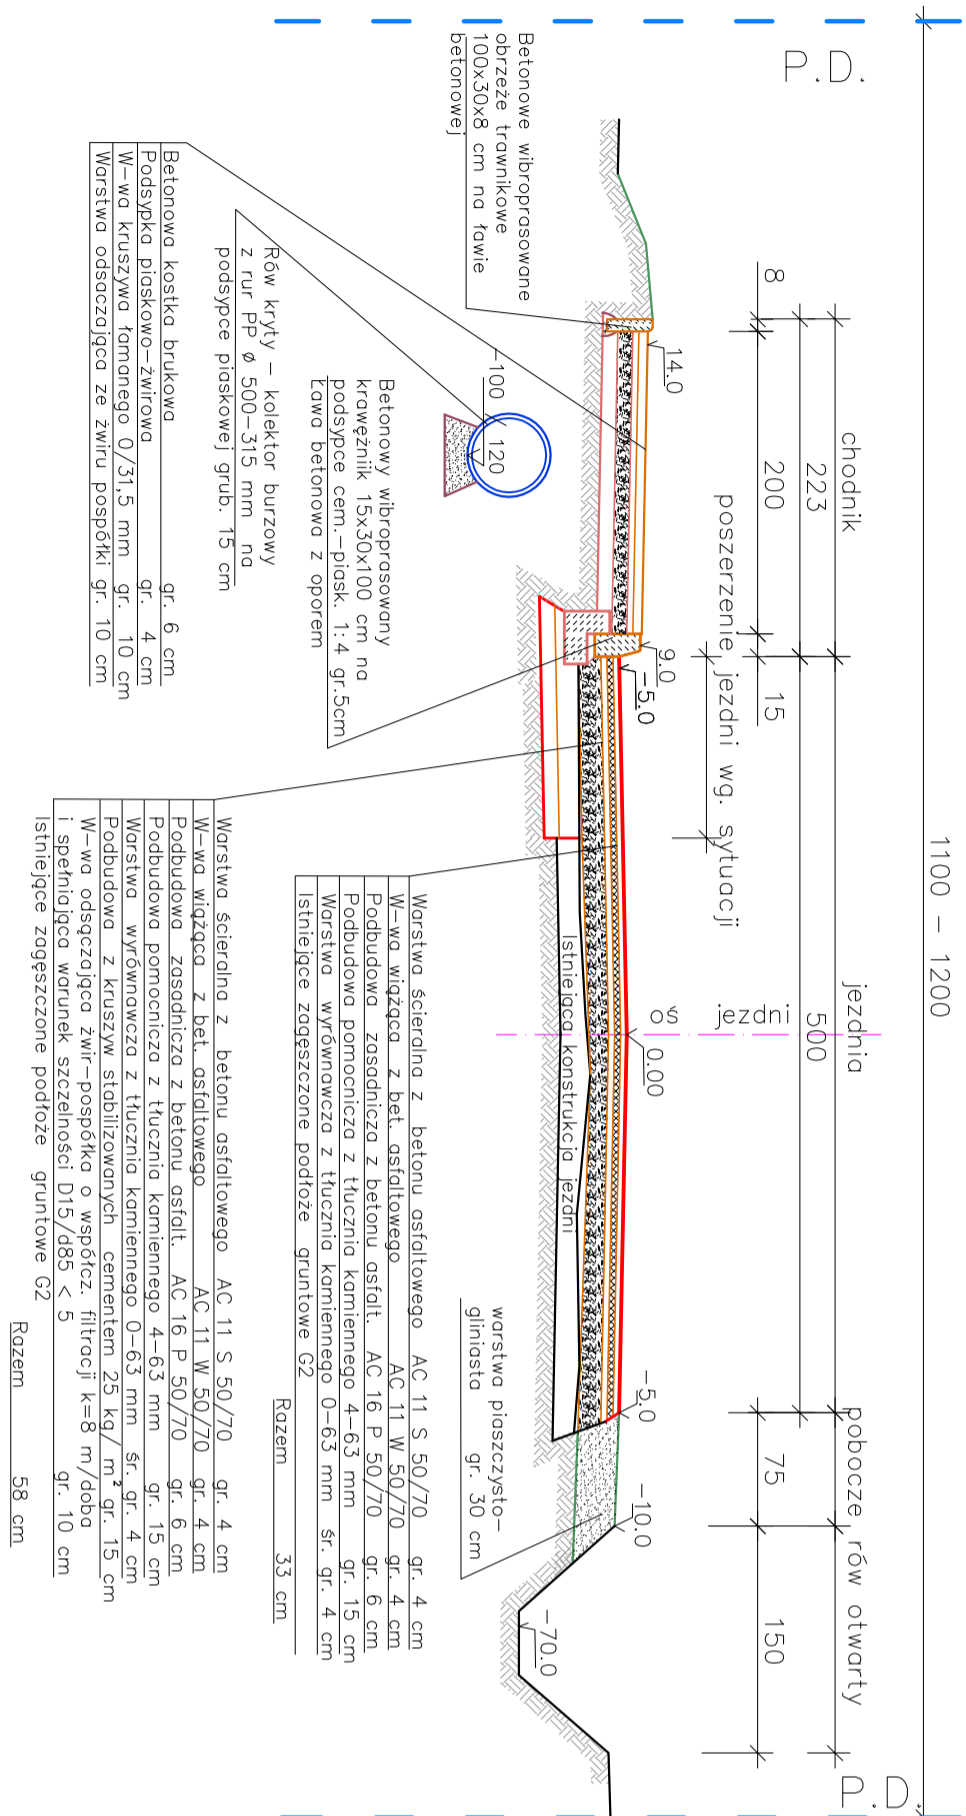 1100 - 1200
P.D.
P.D.
chodnik
jezdnia
pobocze
rów otwarty
223
500
8
200
15
75
150
poszerzenie jezdni wg. sytuacji
oś jezdni
14.0
9.0
-5.0
0.00
-5.0
-10.0
-70.0
-100
120
Istniejąca konstrukcja jezdni
Betonowe wibroprasowane
obrzeże trawnikowe
100x30x8 cm na ławie
betonowej
warstwa piaszczysto-
gliniasta gr. 30 cm
Betonowy wibroprasowany
krawężnik 15x30x100 cm na
podsypce cem.-piask. 1:4 gr.5cm
Ława betonowa z oporem
Rów kryty - kolektor burzowy
z rur PP ø 500-315 mm na
podsypce piaskowej grub. 15 cm
Betonowa kostka brukowa gr. 6 cm
Podsypka piaskowo-żwirowa gr. 4 cm
W-wa kruszywa łamanego 0/31,5 mm gr. 10 cm
Warstwa odsączająca ze żwiru pospółki gr. 10 cm
Warstwa ścieralna z betonu asfaltowego AC 11 S 50/70 gr. 4 cm
W-wa wiążąca z bet. asfaltowego AC 11 W 50/70 gr. 4 cm
Podbudowa zasadnicza z betonu asfalt. AC 16 P 50/70 gr. 6 cm
Podbudowa pomocnicza z tłucznia kamiennego 4-63 mm gr. 15 cm
Warstwa wyrównawcza z tłucznia kamiennego 0-63 mm śr. gr. 4 cm
Istniejące zagęszczone podłoże gruntowe G2
Razem 33 cm
Warstwa ścieralna z betonu asfaltowego AC 11 S 50/70 gr. 4 cm
W-wa wiążąca z bet. asfaltowego AC 11 W 50/70 gr. 4 cm
Podbudowa zasadnicza z betonu asfalt. AC 16 P 50/70 gr. 6 cm
Podbudowa pomocnicza z tłucznia kamiennego 4-63 mm gr. 15 cm
Warstwa wyrównawcza z tłucznia kamiennego 0-63 mm śr. gr. 4 cm
Podbudowa z kruszyw stabilizowanych cementem 25 kg/m² gr. 15 cm
W-wa odsączająca żwir-pospółka o współcz. filtracji k=8 m/doba
i spełniająca warunek szczelności D15/d85 < 5 gr. 10 cm
Istniejące zagęszczone podłoże gruntowe G2
Razem 58 cm